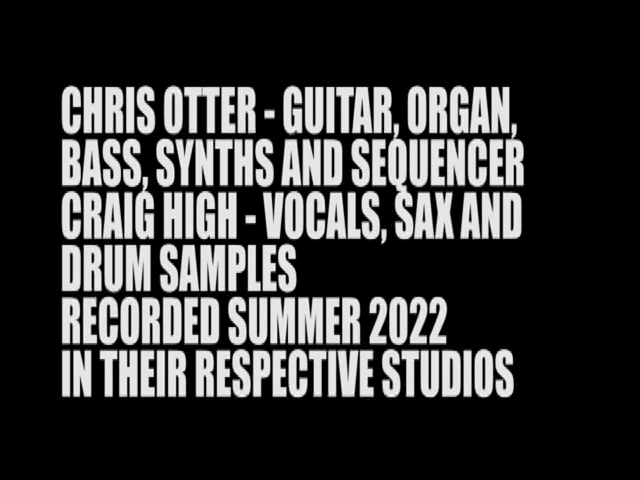 CHRIS OTTER - GUITAR, ORGAN,
BASS, SYNTHS AND SEQUENCER
CRAIG HIGH - VOCALS, SAX AND
DRUM SAMPLES
RECORDED SUMMER 2022
IN THEIR RESPECTIVE STUDIOS